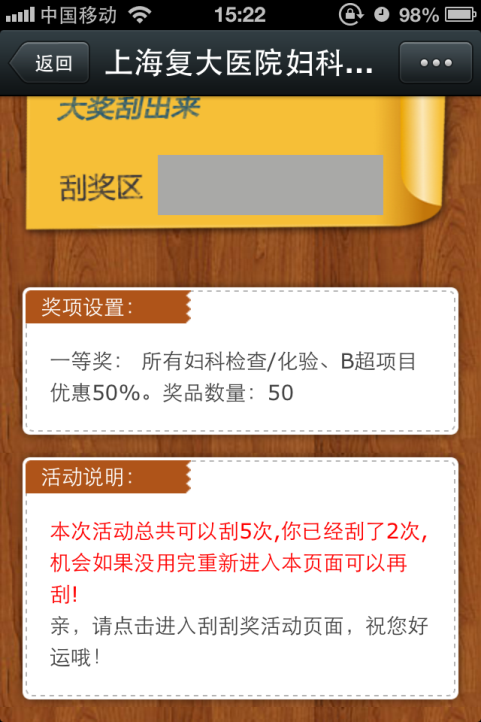 中国移动 15:22 98%
返回 上海复大医院妇科...
大奖刮出来
刮奖区
奖项设置：
一等奖： 所有妇科检查/化验、B超项目
优惠50%。奖品数量：50
活动说明：
本次活动总共可以刮5次,你已经刮了2次,
机会如果没用完重新进入本页面可以再
刮!
亲，请点击进入刮刮奖活动页面，祝您好
运哦！